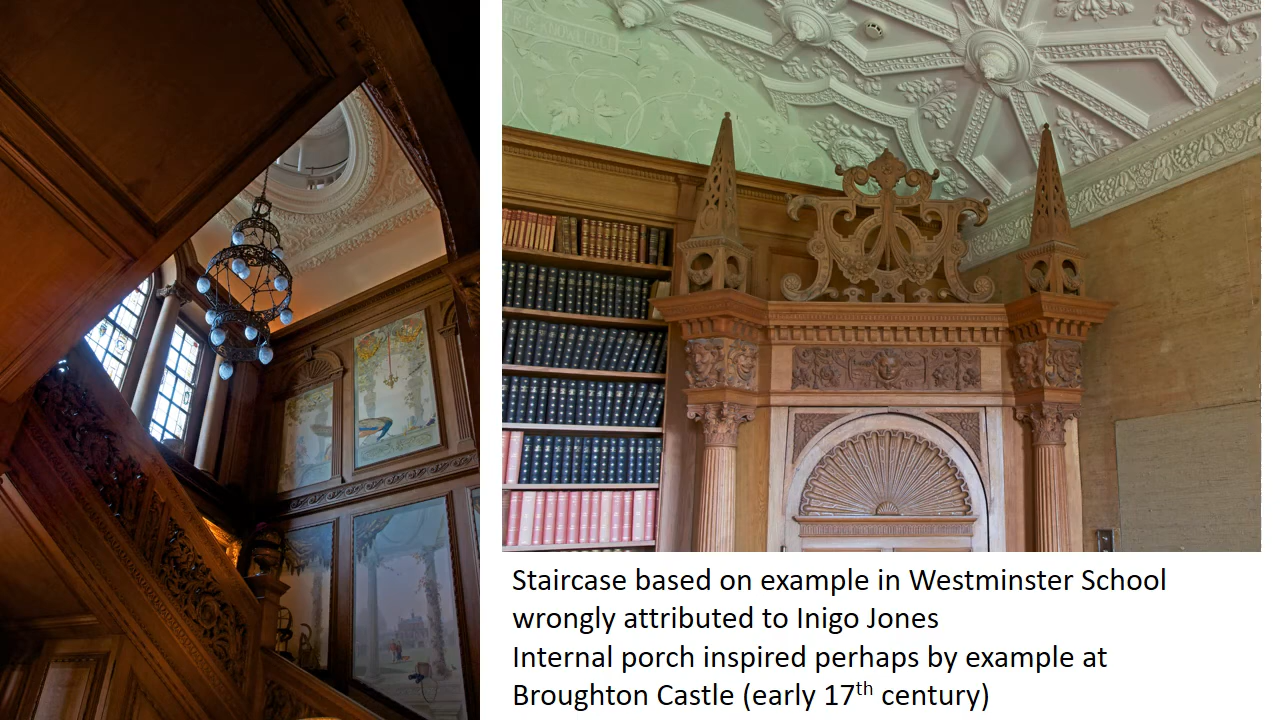 Staircase based on example in Westminster School
wrongly attributed to Inigo Jones
Internal porch inspired perhaps by example at
Broughton Castle (early 17th century)